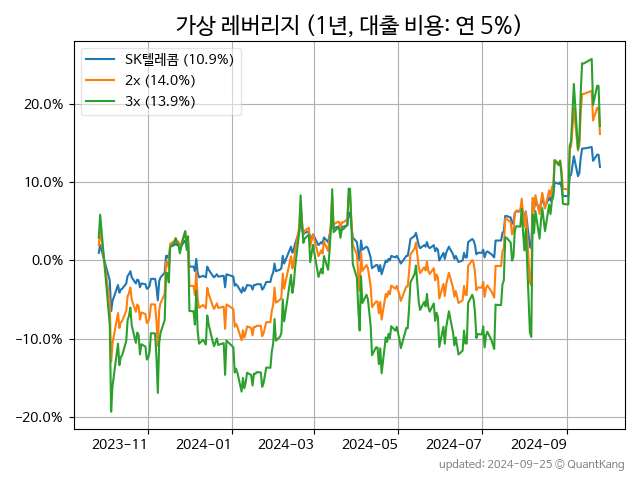 가상 레버리지 (1년, 대출 비용: 연 5%)
SK텔레콤 (10.9%)
2x (14.0%)
3x (13.9%)
20.0%
10.0%
0.0%
−10.0%
−20.0%
2023-11 2024-01 2024-03 2024-05 2024-07 2024-09
updated: 2024-09-25 © QuantKang